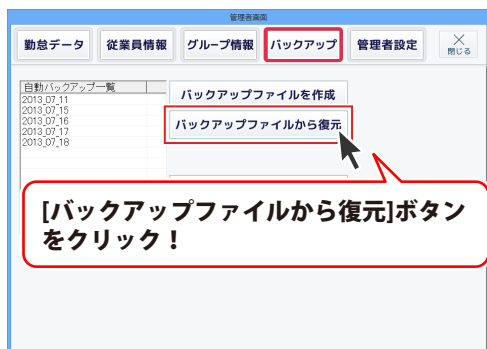 管理者画面
勤怠データ 従業員情報 グループ情報 バックアップ 管理者設定 閉じる
自動バックアップ一覧
バックアップファイルを作成
2013_07_11
2013_07_15
2013_07_16
バックアップファイルから復元
2013_07_17
2013_07_18
[バックアップファイルから復元]ボタン
をクリック！